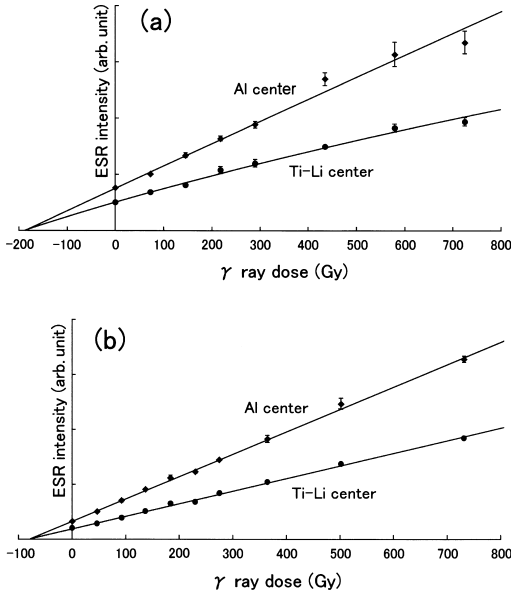 (a)
ESR intensity (arb. unit)
Al center
Ti-Li center
-200 -100 0 100 200 300 400 500 600 700 800
γ ray dose (Gy)
(b)
ESR intensity (arb. unit)
Al center
Ti-Li center
-100 0 100 200 300 400 500 600 700 800
γ ray dose (Gy)